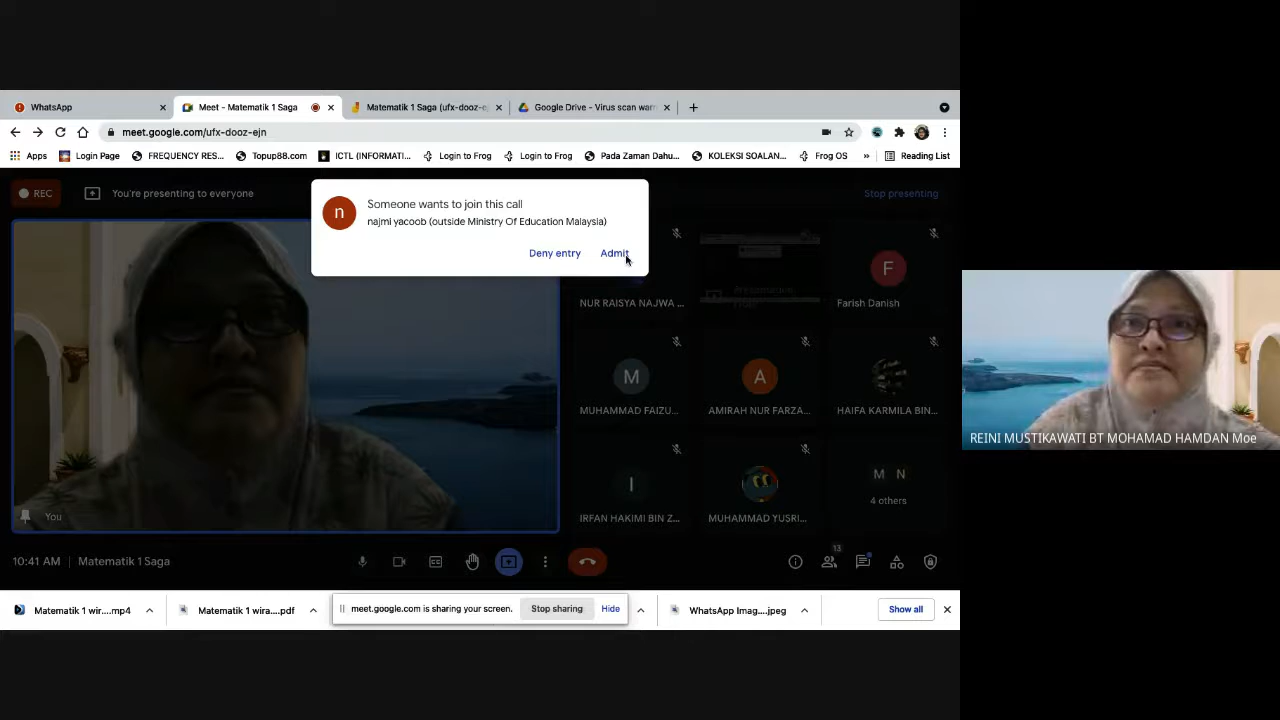 WhatsApp
Meet - Matematik 1 Saga
Matematik 1 Saga (ufx-dooz-e
Google Drive - Virus scan warn
meet.google.com/ufx-dooz-ejn
Apps
Login Page
FREQUENCY RES...
Topup88.com
ICTL (INFORMATI...
Login to Frog
Login to Frog
Pada Zaman Dahu...
KOLEKSI SOALAN...
Frog OS
»
Reading List
REC
You're presenting to everyone
Stop presenting
n
Someone wants to join this call
najmi yacoob (outside Ministry Of Education Malaysia)
Deny entry
Admit
NUR RAISYA NAJWA ...
F
Farish Danish
M
MUHAMMAD FAIZU...
A
AMIRAH NUR FARZA...
HAIFA KARMILA BIN...
I
IRFAN HAKIMI BIN Z...
MUHAMMAD YUSRI...
M N
4 others
You
10:41 AM | Matematik 1 Saga
13
Matematik 1 wir....mp4
Matematik 1 wira....pdf
meet.google.com is sharing your screen.
Stop sharing
Hide
WhatsApp Imag....jpeg
Show all
REINI MUSTIKAWATI BT MOHAMAD HAMDAN Moe